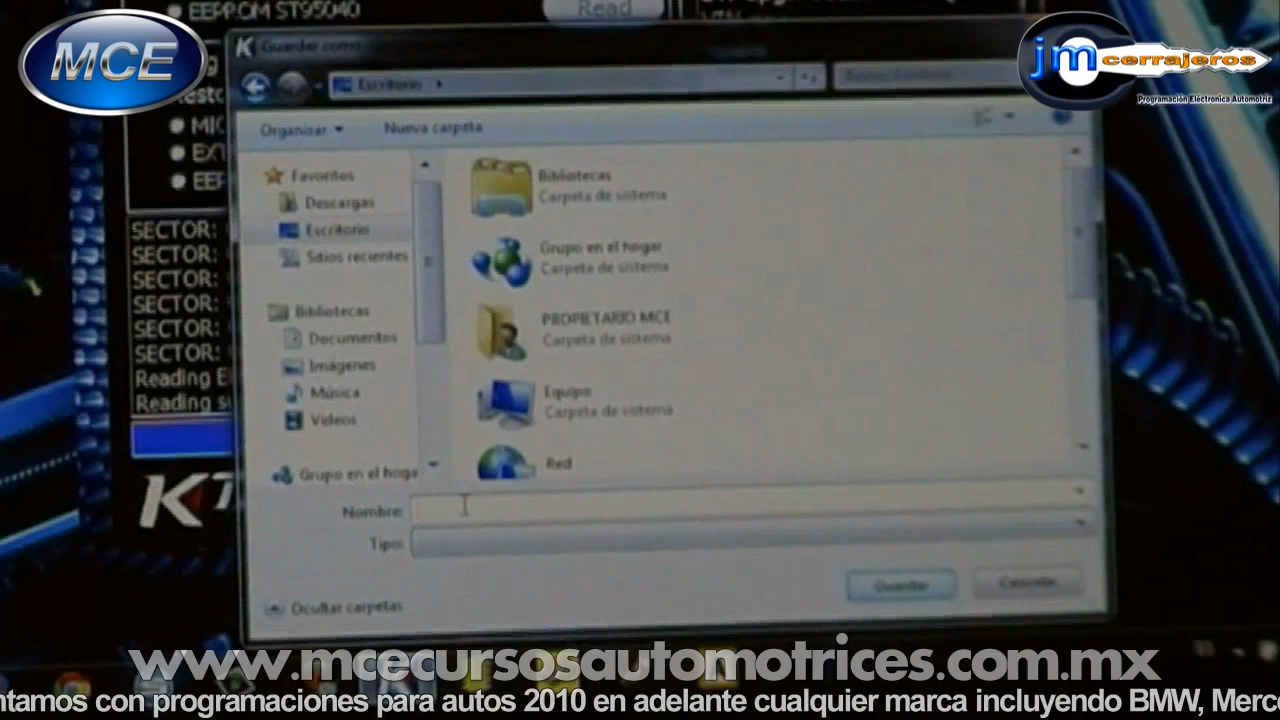 EEPROM ST95040
Read
MCE
Guardar como
jm cerrajeros
Programación Eléctronica Automotriz
Escritorio
Organizar
Nueva carpeta
Favoritos
Descargas
Escritorio
Sitios recientes
Bibliotecas
Documentos
Imágenes
Música
Videos
Grupo en el hoga
Bibliotecas
Carpeta de sistema
Grupo en el hogar
Carpeta de sistema
PROPIETARIO MCE
Carpeta de sistema
Equipo
Carpeta de sistema
Red
SECTOR:
SECTOR:
SECTOR:
SECTOR:
SECTOR:
SECTOR:
Reading E
Reading s
Nombre:
Tipo:
Guardar
Cancelar
Ocultar carpetas
www.mcecursosautomotrices.com.mx
ntamos con programaciones para autos 2010 en adelante cualquier marca incluyendo BMW, Merc